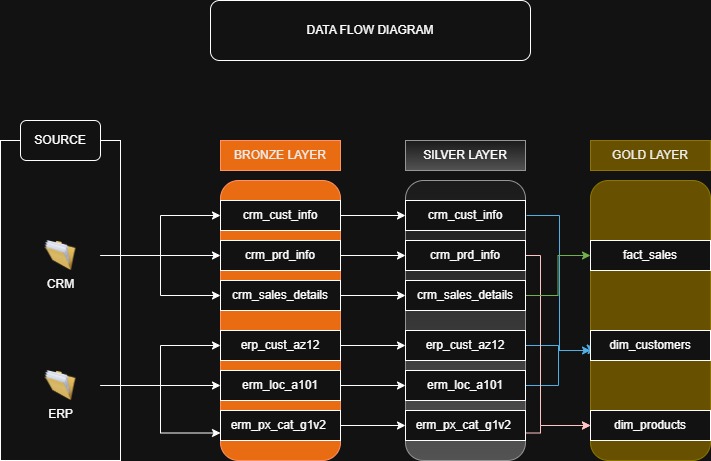 DATA FLOW DIAGRAM
SOURCE
BRONZE LAYER
SILVER LAYER
GOLD LAYER
crm_cust_info
crm_cust_info
crm_prd_info
crm_prd_info
fact_sales
CRM
crm_sales_details
crm_sales_details
erp_cust_az12
erp_cust_az12
dim_customers
erm_loc_a101
erm_loc_a101
ERP
erm_px_cat_g1v2
erm_px_cat_g1v2
dim_products